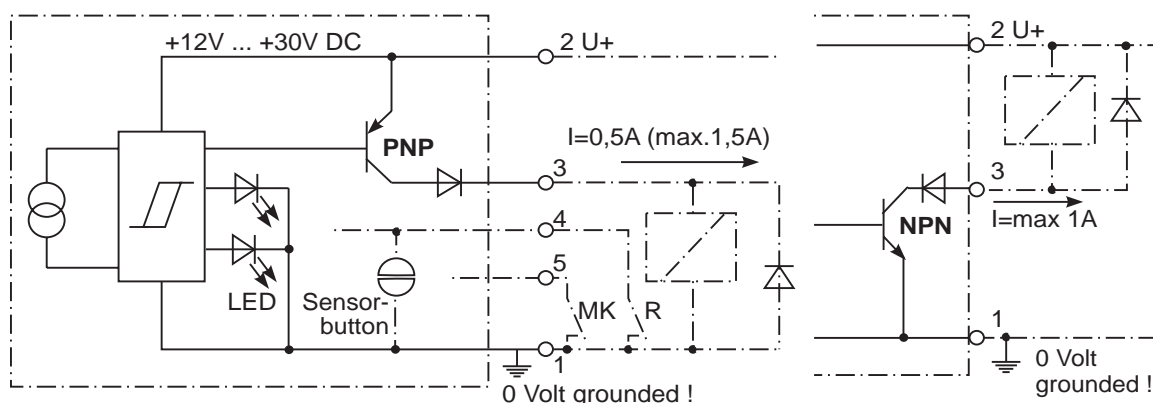 +12V ... +30V DC
2 U+
PNP
I=0,5A (max.1,5A)
3
4
5
LED
Sensor-
button
MK
R
1
0 Volt grounded !
2 U+
3
NPN
I=max 1A
1
0 Volt
grounded !